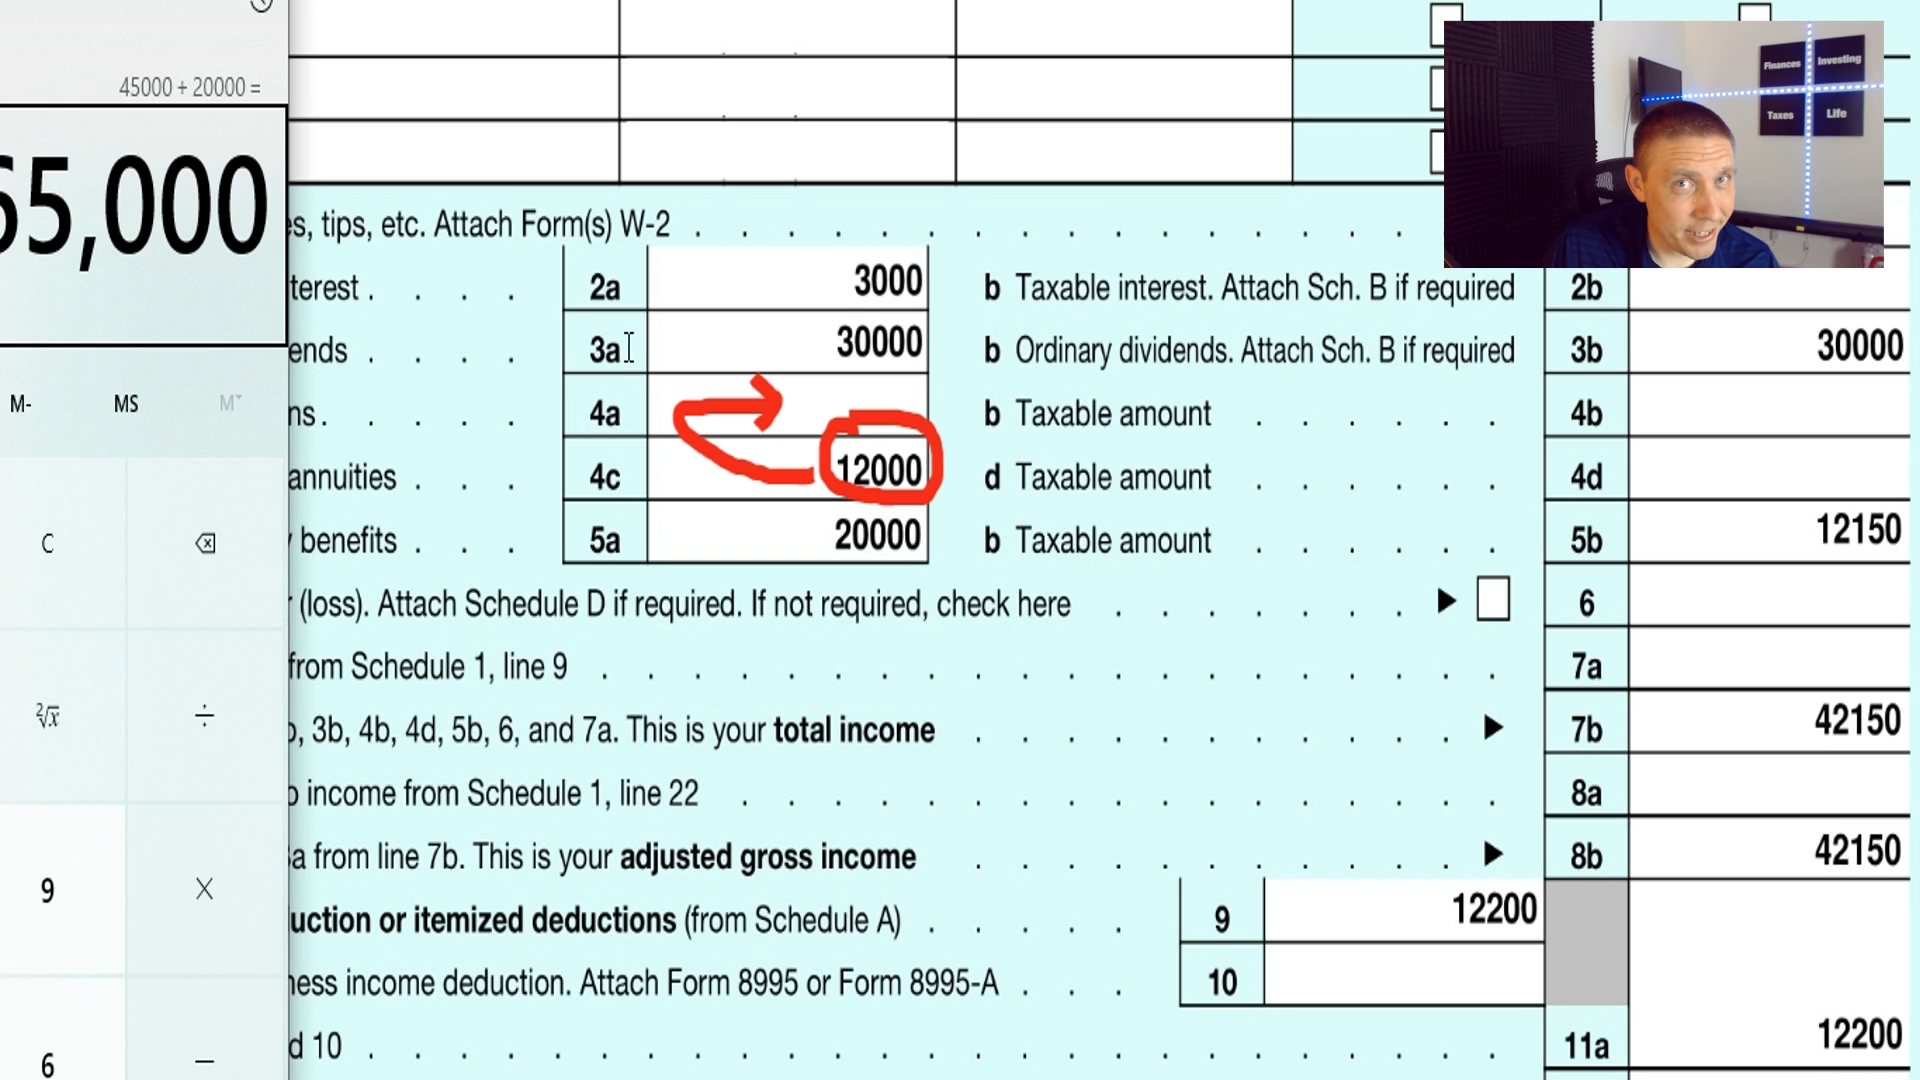 45000 + 20000 =
65,000
M- MS M˅
C
²√x ÷
9 ×
6 −
Finances Investing
Taxes Life
es, tips, etc. Attach Form(s) W-2 . . . . . . . . . . . . . . . .
terest . . . . 2a 3000 b Taxable interest. Attach Sch. B if required 2b
ends . . . . 3a 30000 b Ordinary dividends. Attach Sch. B if required 3b 30000
ns . . . . . 4a b Taxable amount . . . . . . 4b
annuities . . . 4c 12000 d Taxable amount . . . . . . 4d
benefits . . . 5a 20000 b Taxable amount . . . . . . 5b 12150
(loss). Attach Schedule D if required. If not required, check here . . . . . . . ▶ 6
from Schedule 1, line 9 . . . . . . . . . . . . . . . . . . . . 7a
b, 3b, 4b, 4d, 5b, 6, and 7a. This is your total income . . . . . . . . . . . ▶ 7b 42150
o income from Schedule 1, line 22 . . . . . . . . . . . . . . . . . 8a
8a from line 7b. This is your adjusted gross income . . . . . . . . . . . ▶ 8b 42150
uction or itemized deductions (from Schedule A) . . . . . 9 12200
ness income deduction. Attach Form 8995 or Form 8995-A . . . 10
d 10 . . . . . . . . . . . . . . . . . . . . . . . . . 11a 12200